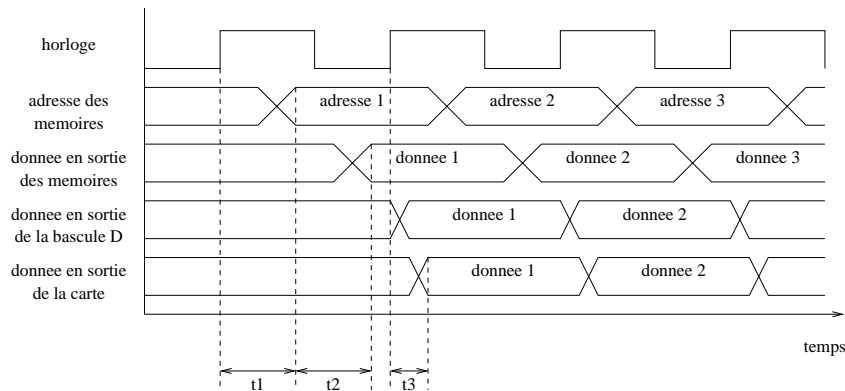 horloge
adresse des
memoires
adresse 1
adresse 2
adresse 3
donnee en sortie
des memoires
donnee 1
donnee 2
donnee 3
donnee en sortie
de la bascule D
donnee 1
donnee 2
donnee en sortie
de la carte
donnee 1
donnee 2
temps
t1
t2
t3